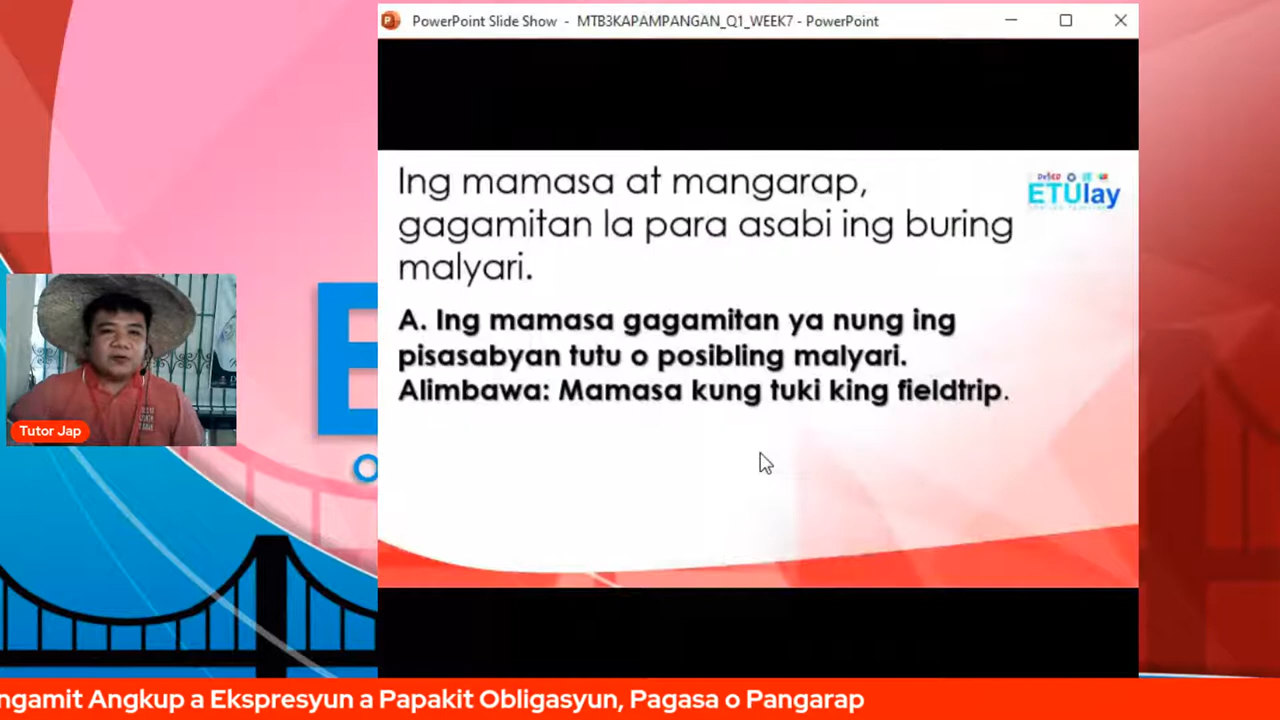 PowerPoint Slide Show - MTB3KAPAMPANGAN_Q1_WEEK7 - PowerPoint
Ing mamasa at mangarap,
gagamitan la para asabi ing buring
malyari.
ETUlay
A. Ing mamasa gagamitan ya nung ing
pisasabyan tutu o posibling malyari.
Alimbawa: Mamasa kung tuki king fieldtrip.
Tutor Jap
ngamit Angkup a Ekspresyun a Papakit Obligasyun, Pagasa o Pangarap